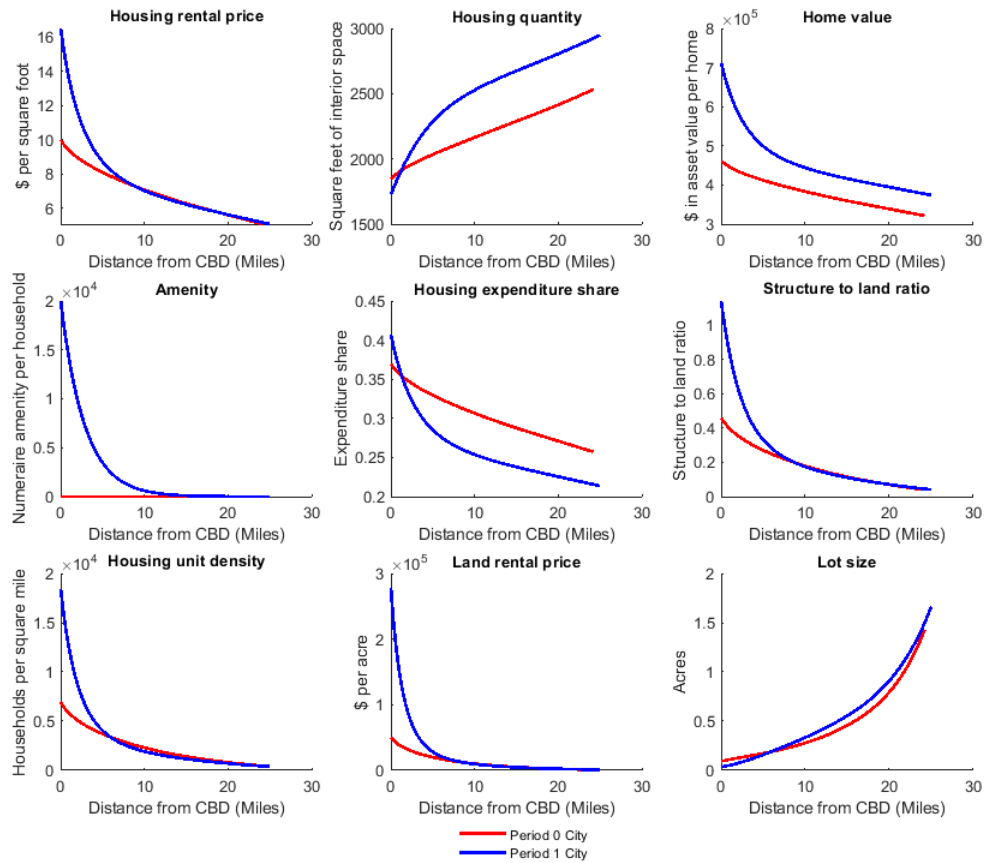 Housing rental price
16
14
12
10
8
6
0 10 20 30
$ per square foot
Distance from CBD (Miles)
Housing quantity
3000
2500
2000
1500
0 10 20 30
Square feet of interior space
Distance from CBD (Miles)
Home value
×10⁵
8
7
6
5
4
3
0 10 20 30
$ in asset value per home
Distance from CBD (Miles)
Amenity
×10⁴
2
1.5
1
0.5
0
0 10 20 30
Numeraire amenity per household
Distance from CBD (Miles)
Housing expenditure share
0.45
0.4
0.35
0.3
0.25
0.2
0 10 20 30
Expenditure share
Distance from CBD (Miles)
Structure to land ratio
1
0.8
0.6
0.4
0.2
0
0 10 20 30
Structure to land ratio
Distance from CBD (Miles)
Housing unit density
×10⁴
2
1.5
1
0.5
0
0 10 20 30
Households per square mile
Distance from CBD (Miles)
Land rental price
×10⁵
3
2
1
0
0 10 20 30
$ per acre
Distance from CBD (Miles)
Lot size
2
1.5
1
0.5
0
0 10 20 30
Acres
Distance from CBD (Miles)
Period 0 City
Period 1 City